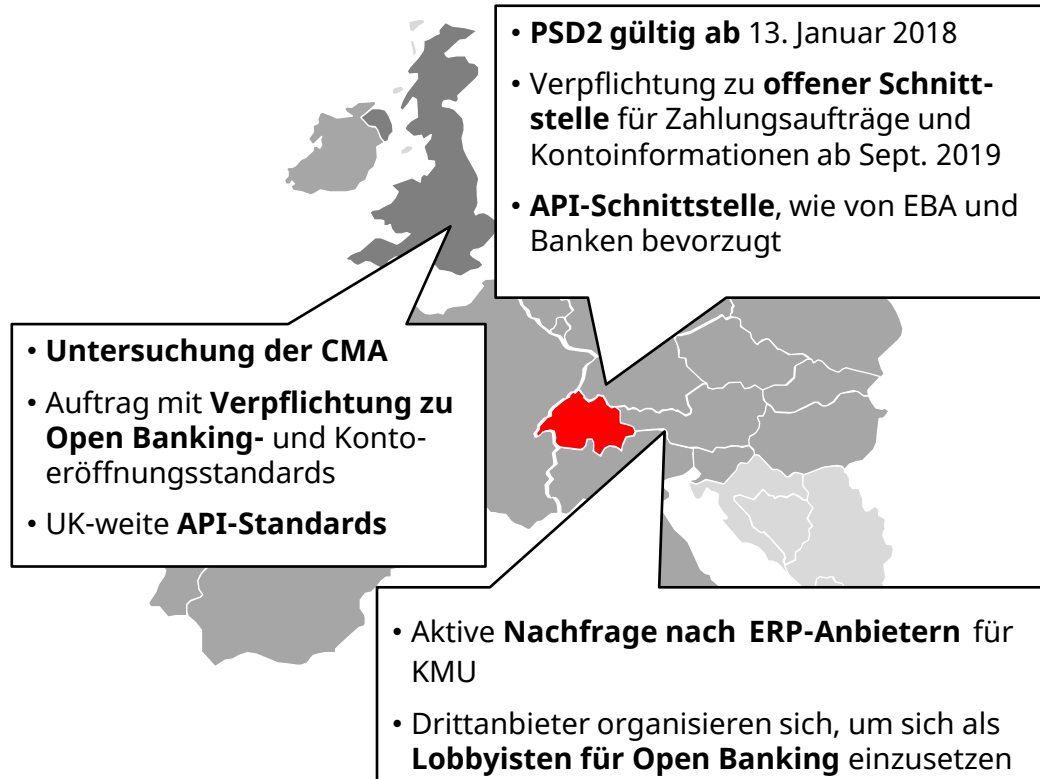 • PSD2 gültig ab 13. Januar 2018
• Verpflichtung zu offener Schnitt-
stelle für Zahlungsaufträge und
Kontoinformationen ab Sept. 2019
• API-Schnittstelle, wie von EBA und
Banken bevorzugt
• Untersuchung der CMA
• Auftrag mit Verpflichtung zu
Open Banking- und Konto-
eröffnungsstandards
• UK-weite API-Standards
• Aktive Nachfrage nach ERP-Anbietern für
KMU
• Drittanbieter organisieren sich, um sich als
Lobbyisten für Open Banking einzusetzen